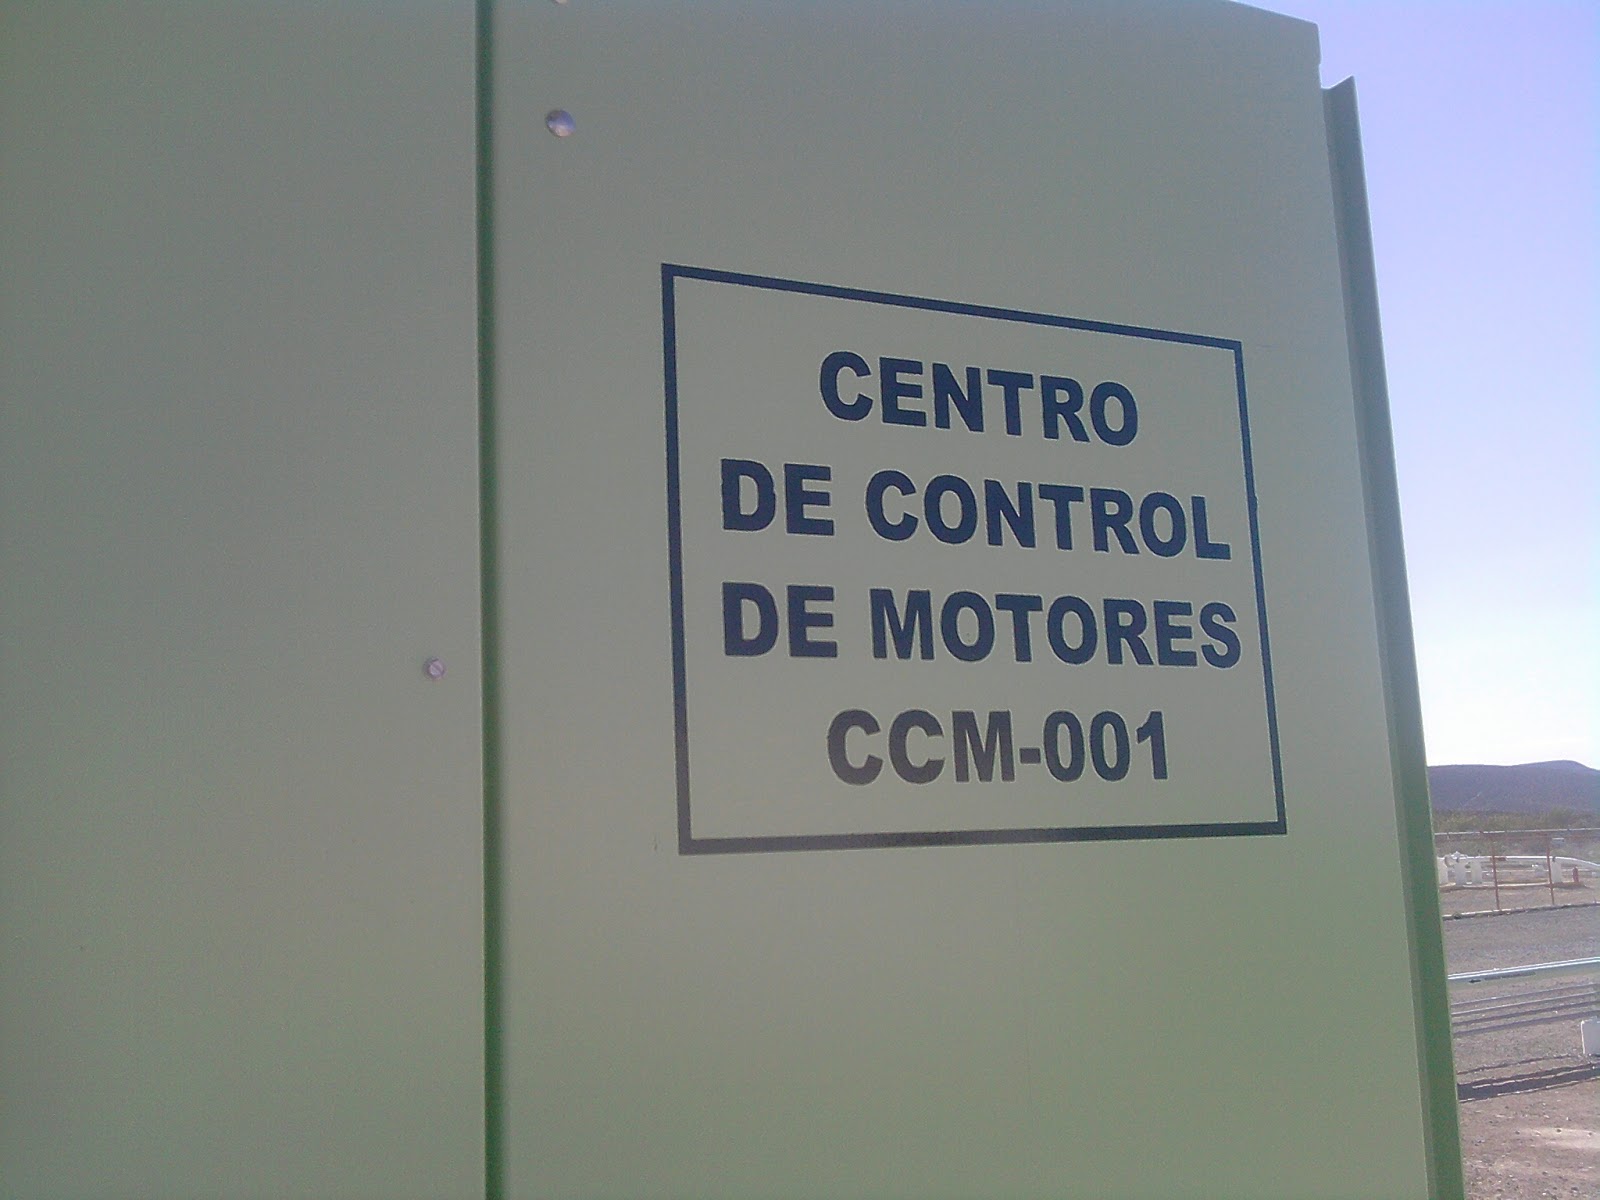 CENTRO
DE CONTROL
DE MOTORES
CCM-001